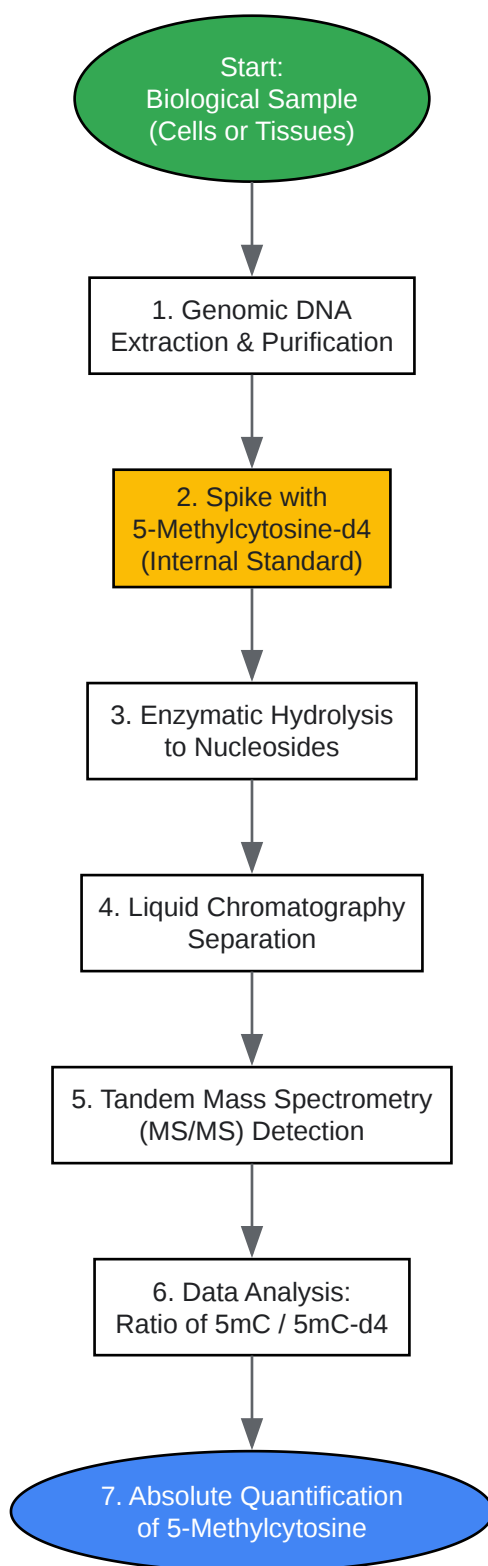 Start:
Biological Sample
(Cells or Tissues)
1. Genomic DNA
Extraction & Purification
2. Spike with
5-Methylcytosine-d4
(Internal Standard)
3. Enzymatic Hydrolysis
to Nucleosides
4. Liquid Chromatography
Separation
5. Tandem Mass Spectrometry
(MS/MS) Detection
6. Data Analysis:
Ratio of 5mC / 5mC-d4
7. Absolute Quantification
of 5-Methylcytosine